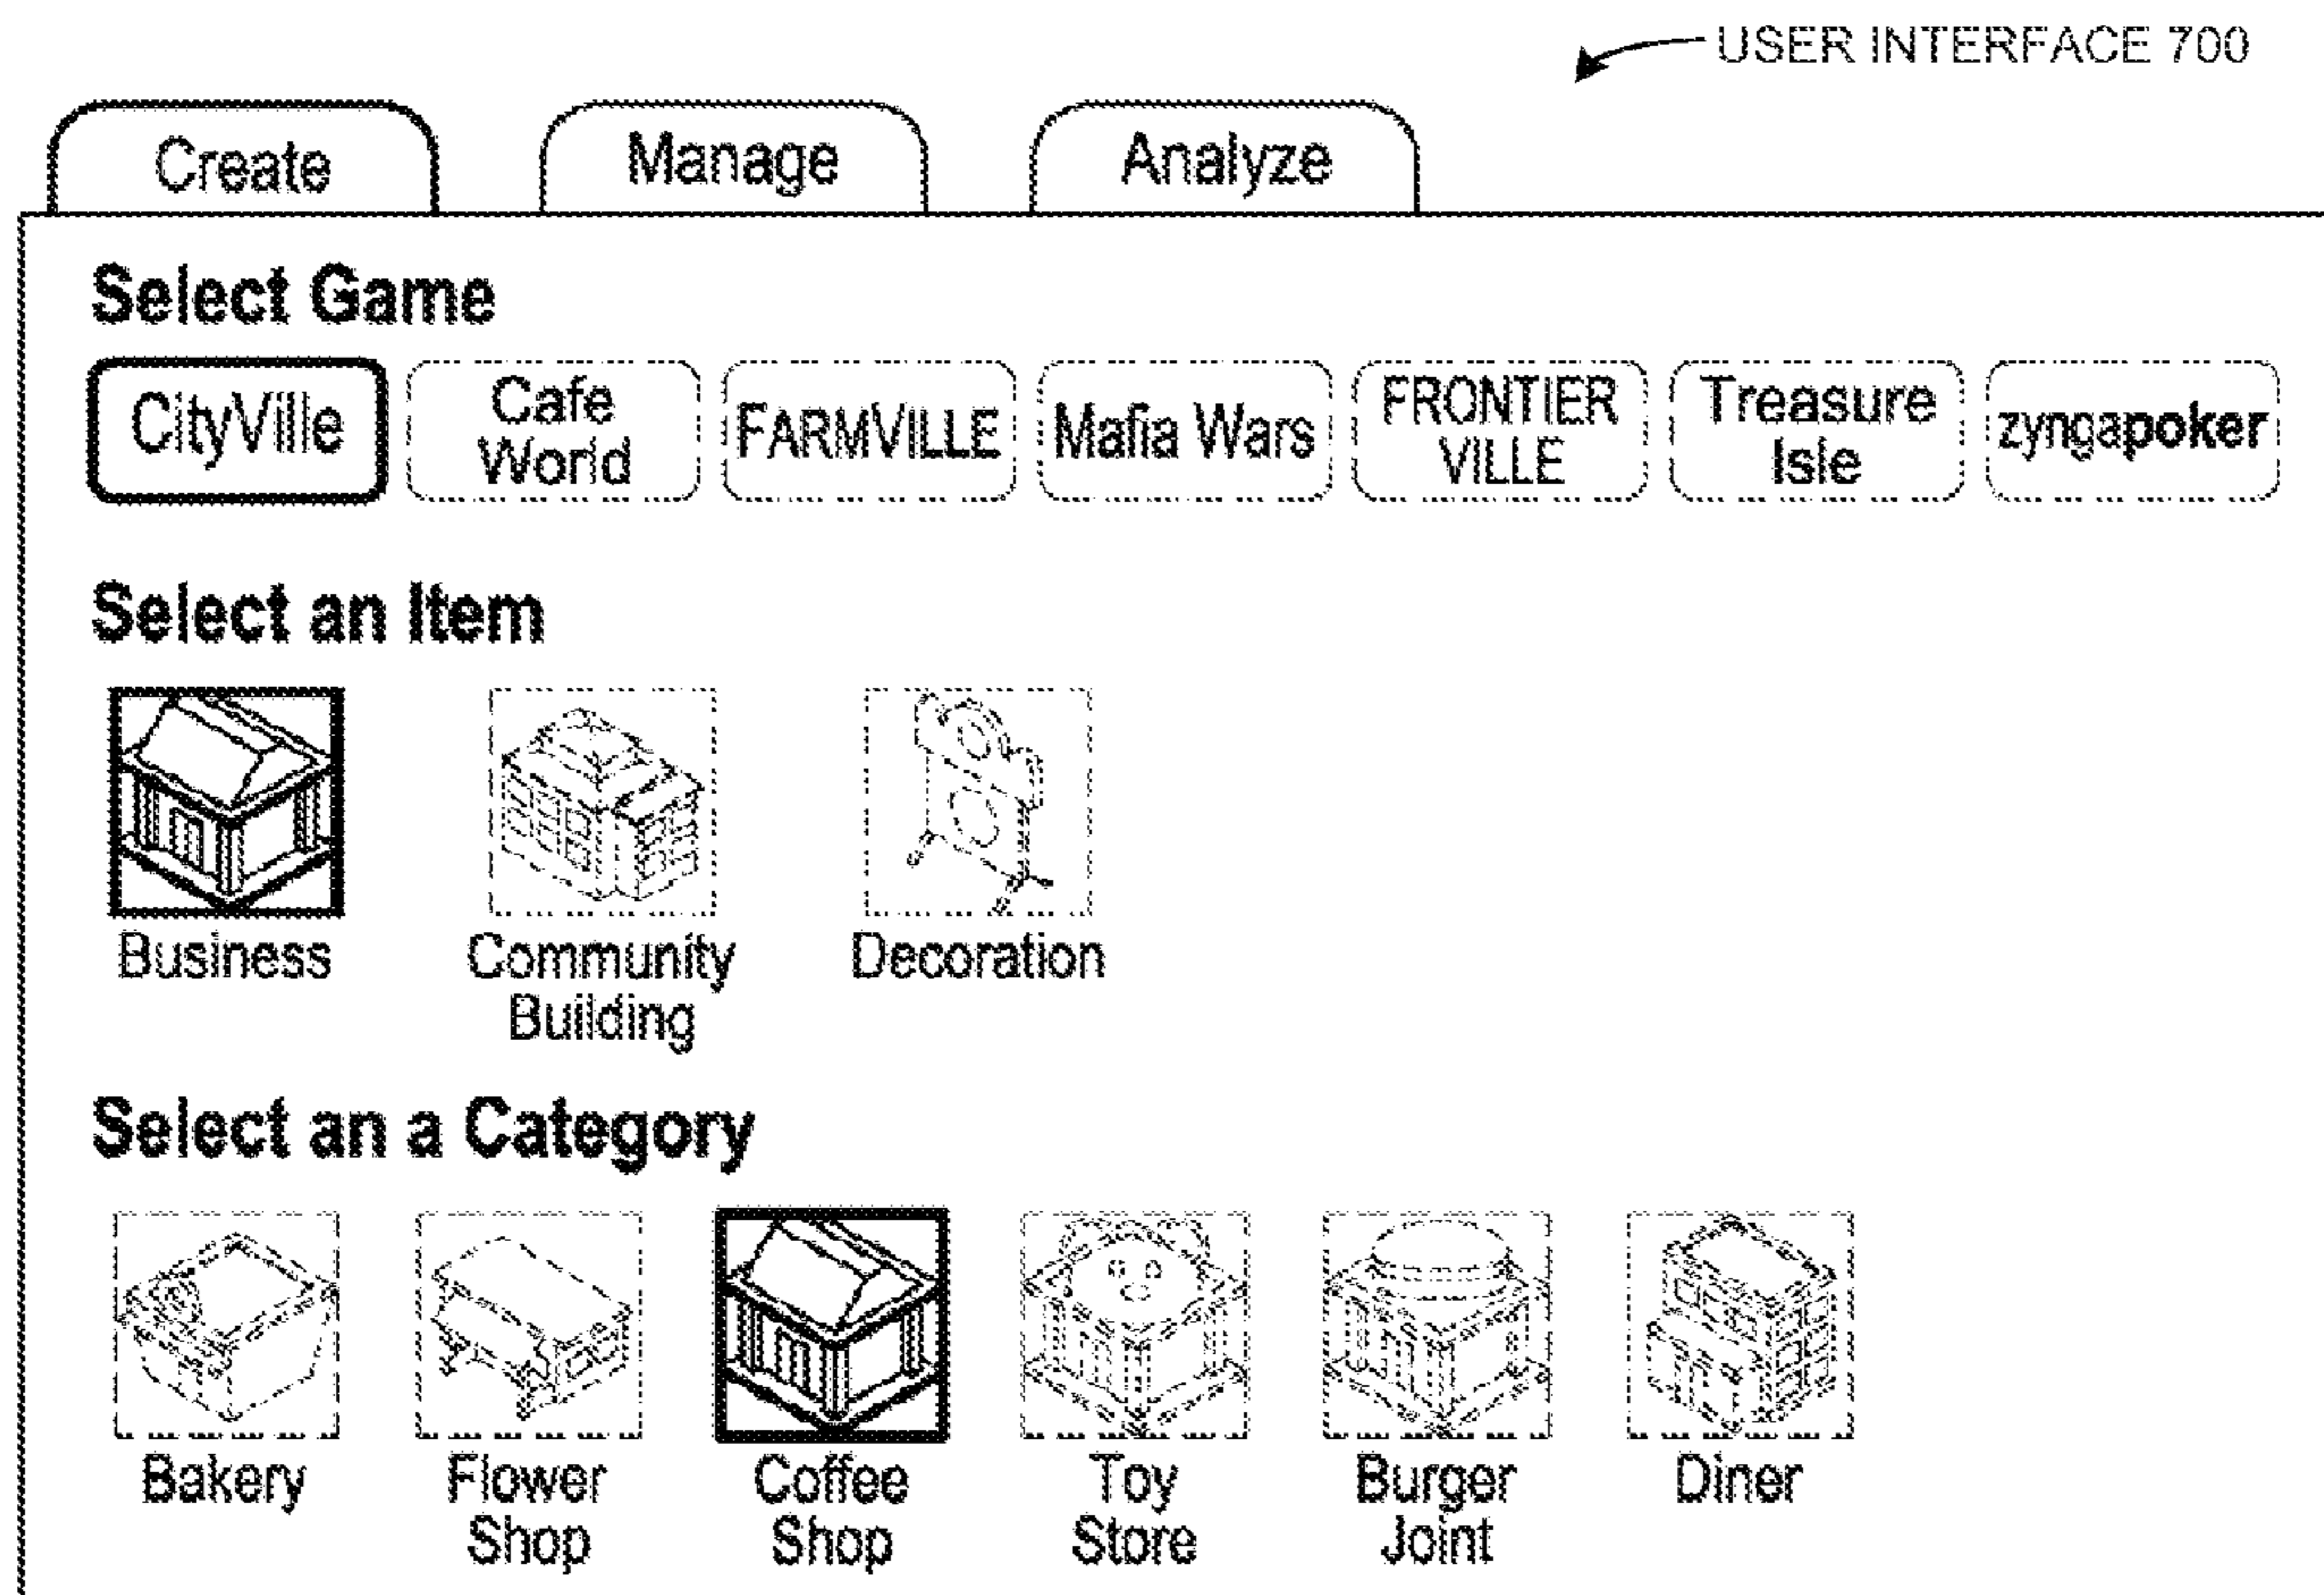 USER INTERFACE 700
Create Manage Analyze
Select Game
CityVille
Cafe
World
FARMVILLE
Mafia Wars
FRONTIER
VILLE
Treasure
Isle
zyngapoker
Select an Item
Business
Community
Building
Decoration
Select an a Category
Bakery
Flower
Shop
Coffee
Shop
Toy
Store
Burger
Joint
Diner